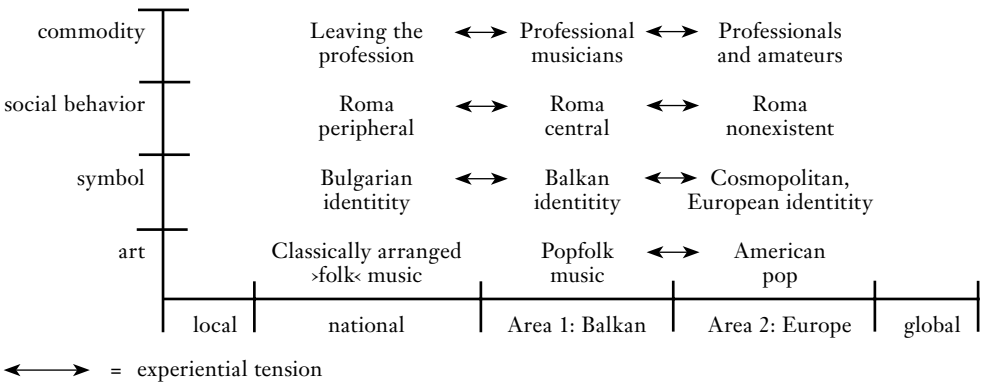 commodity
Leaving the profession
Professional musicians
Professionals and amateurs
social behavior
Roma peripheral
Roma central
Roma nonexistent
symbol
Bulgarian identitity
Balkan identitity
Cosmopolitan, European identitity
art
Classically arranged ›folk‹ music
Popfolk music
American pop
local
national
Area 1: Balkan
Area 2: Europe
global
= experiential tension